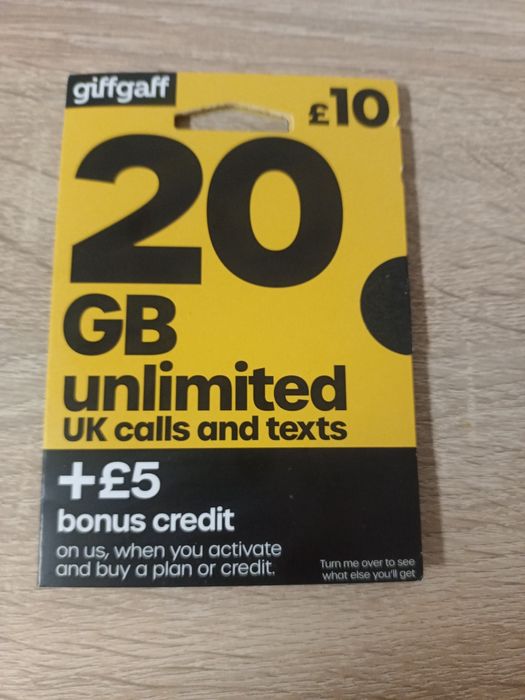 giffgaff
£10
20
GB
unlimited
UK calls and texts
+£5
bonus credit
on us, when you activate
and buy a plan or credit.
Turn me over to see
what else you'll get